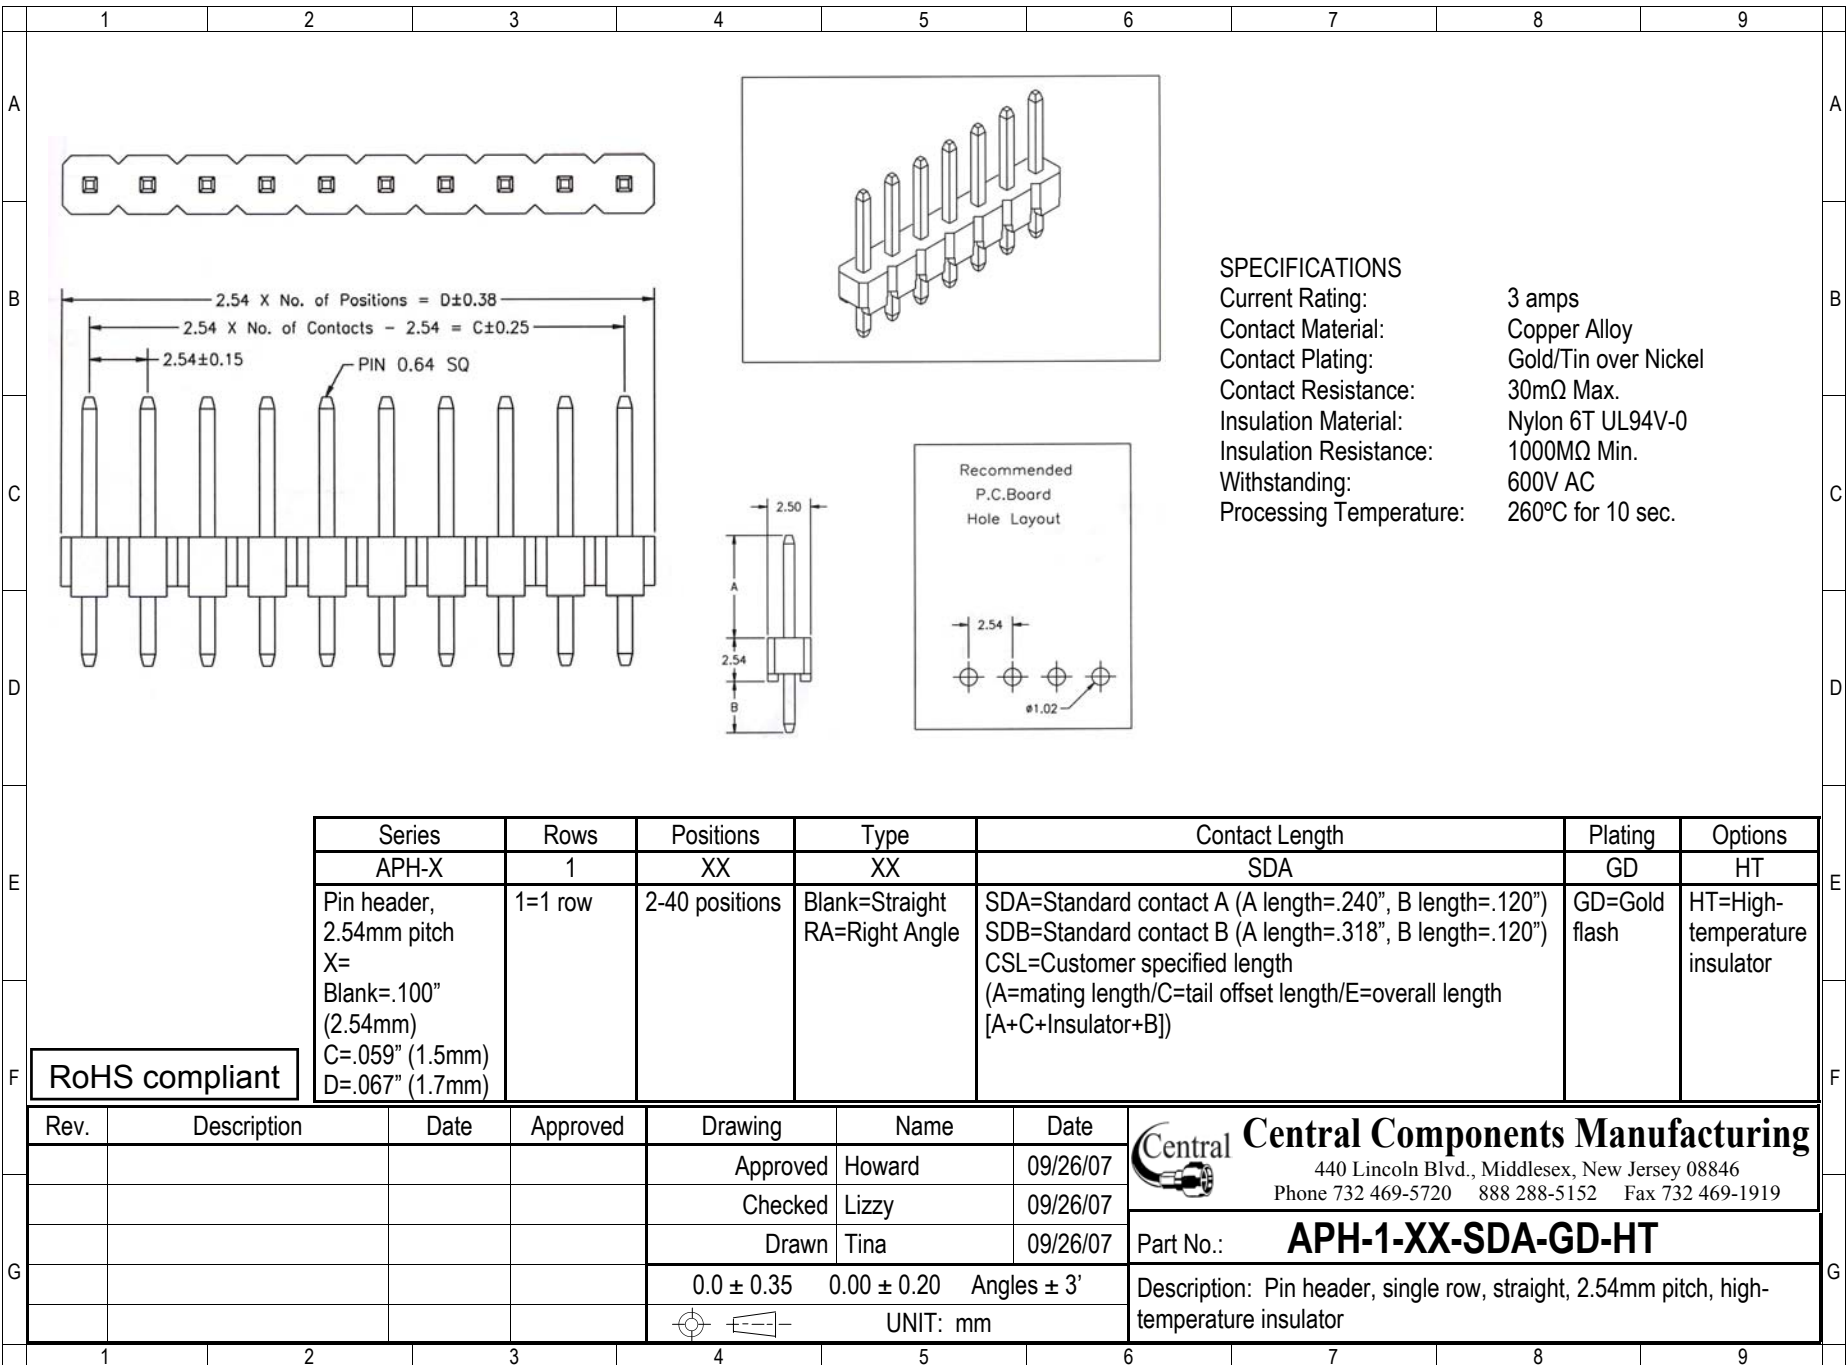 1 2 3 4 5 6 7 8 9
A A
B B
C C
D D
E E
F F
G G
2.54 X No. of Positions = D±0.38
2.54 X No. of Contacts - 2.54 = C±0.25
2.54±0.15
PIN 0.64 SQ
2.50
A
2.54
B
Recommended
P.C.Board
Hole Layout
2.54
ø1.02
SPECIFICATIONS
Current Rating: 3 amps
Contact Material: Copper Alloy
Contact Plating: Gold/Tin over Nickel
Contact Resistance: 30mΩ Max.
Insulation Material: Nylon 6T UL94V-0
Insulation Resistance: 1000MΩ Min.
Withstanding: 600V AC
Processing Temperature: 260ºC for 10 sec.
Series Rows Positions Type Contact Length Plating Options
APH-X 1 XX XX SDA GD HT
Pin header,
2.54mm pitch
X=
Blank=.100”
(2.54mm)
C=.059” (1.5mm)
D=.067” (1.7mm)
1=1 row
2-40 positions
Blank=Straight
RA=Right Angle
SDA=Standard contact A (A length=.240”, B length=.120”)
SDB=Standard contact B (A length=.318”, B length=.120”)
CSL=Customer specified length
(A=mating length/C=tail offset length/E=overall length
[A+C+Insulator+B])
GD=Gold
flash
HT=High-
temperature
insulator
RoHS compliant
Rev. Description Date Approved
Drawing Name Date
Approved Howard 09/26/07
Checked Lizzy 09/26/07
Drawn Tina 09/26/07
0.0 ± 0.35 0.00 ± 0.20 Angles ± 3’
UNIT: mm
Central
Central Components Manufacturing
440 Lincoln Blvd., Middlesex, New Jersey 08846
Phone 732 469-5720 888 288-5152 Fax 732 469-1919
Part No.: APH-1-XX-SDA-GD-HT
Description: Pin header, single row, straight, 2.54mm pitch, high-
temperature insulator
1 2 3 4 5 6 7 8 9